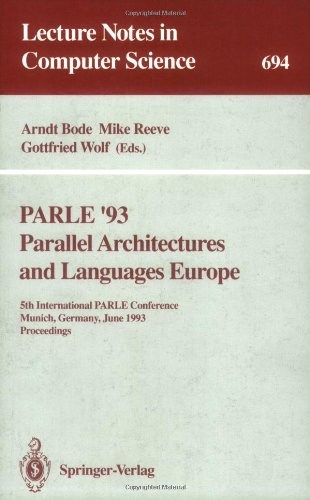 Lecture Notes in
Computer Science 694
Arndt Bode Mike Reeve
Gottfried Wolf (Eds.)
PARLE '93
Parallel Architectures
and Languages Europe
5th International PARLE Conference
Munich, Germany, June 1993
Proceedings
Springer-Verlag